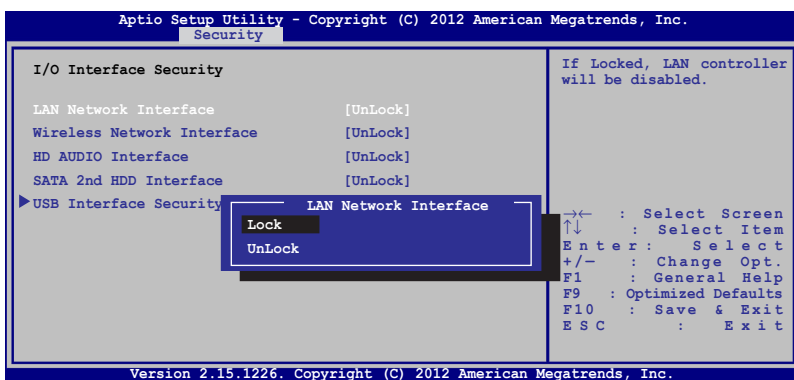 Aptio Setup Utility - Copyright (C) 2012 American Megatrends, Inc.
Security
I/O Interface Security
LAN Network Interface [UnLock]
Wireless Network Interface [UnLock]
HD AUDIO Interface [UnLock]
SATA 2nd HDD Interface [UnLock]
USB Interface Security
LAN Network Interface
Lock
UnLock
If Locked, LAN controller
will be disabled.
→← : Select Screen
↑↓ : Select Item
Enter: Select
+/— : Change Opt.
F1 : General Help
F9 : Optimized Defaults
F10 : Save & Exit
ESC : Exit
Version 2.15.1226. Copyright (C) 2012 American Megatrends, Inc.